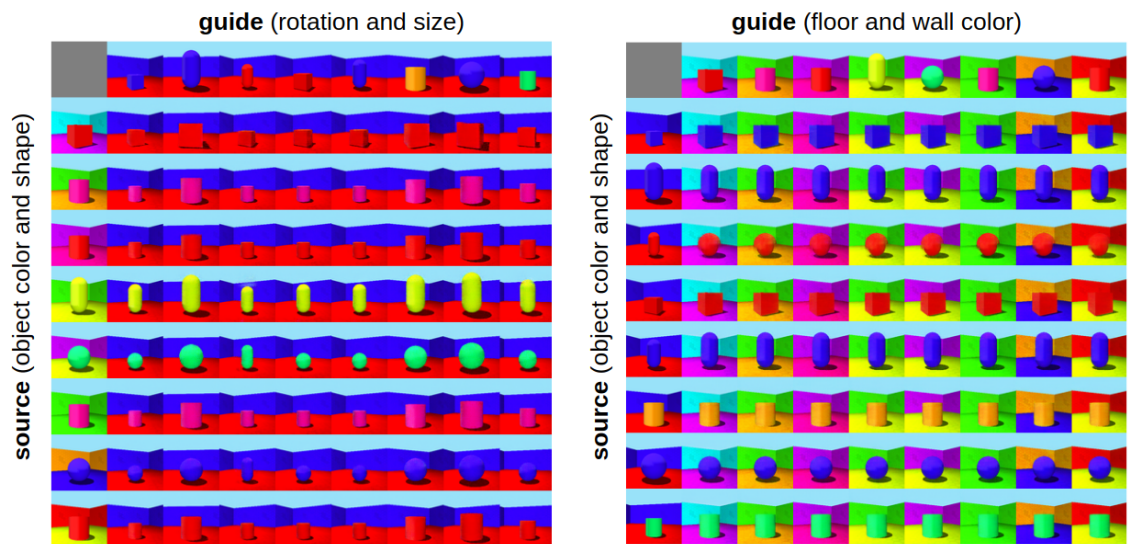 guide (rotation and size)
guide (floor and wall color)
source (object color and shape)
source (object color and shape)